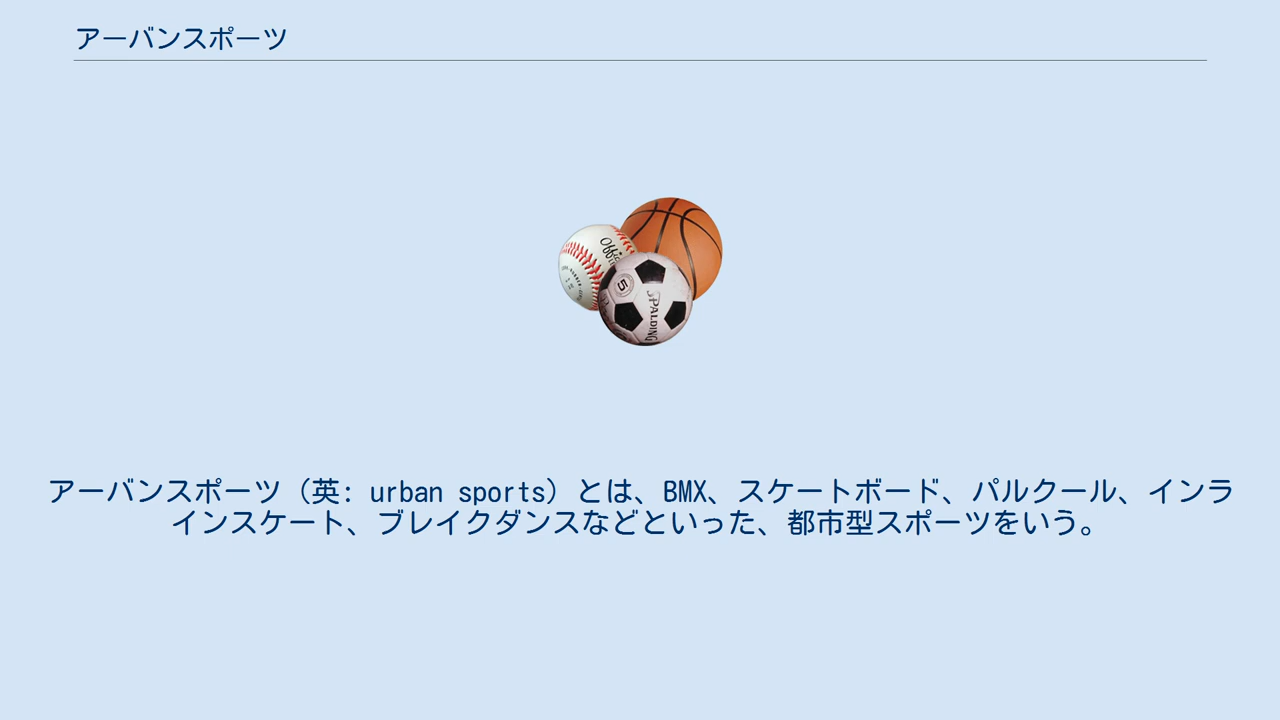 アーバンスポーツ
Offic
5
SPALDING
アーバンスポーツ（英: urban sports）とは、BMX、スケートボード、パルクール、インラ
インスケート、ブレイクダンスなどといった、都市型スポーツをいう。